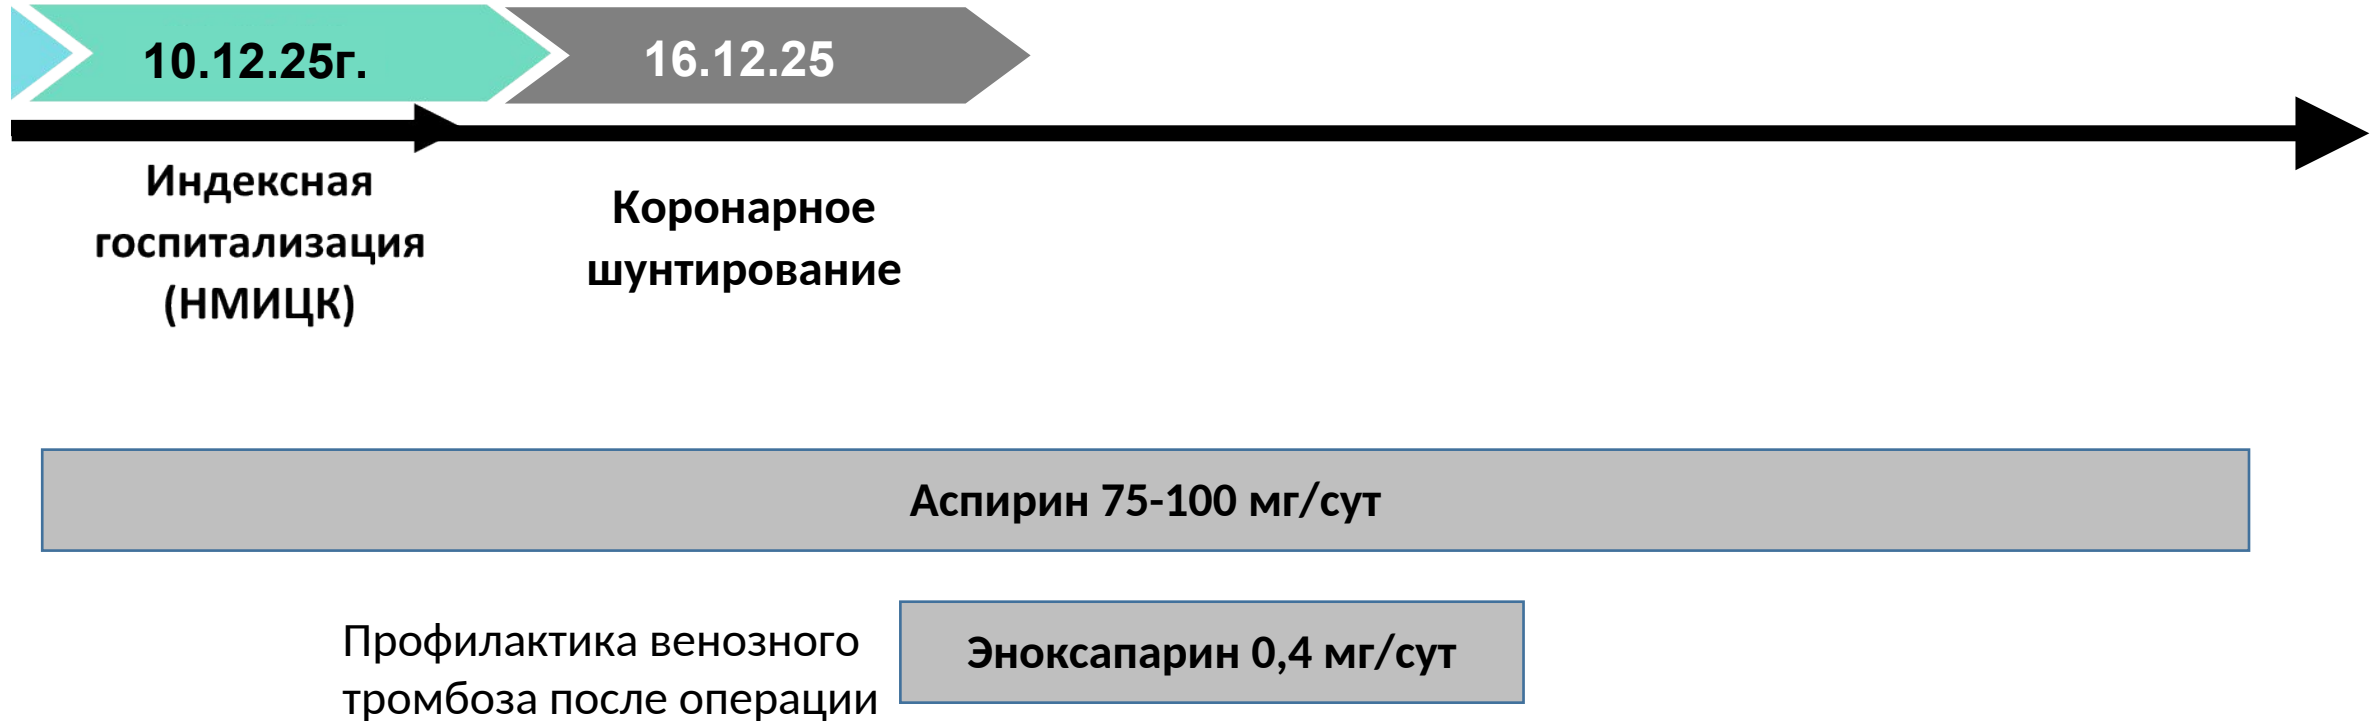 10.12.25г.
16.12.25
Индексная
госпитализация
(НМИЦК)
Коронарное
шунтирование
Аспирин 75-100 мг/сут
Профилактика венозного
тромбоза после операции
Эноксапарин 0,4 мг/сут